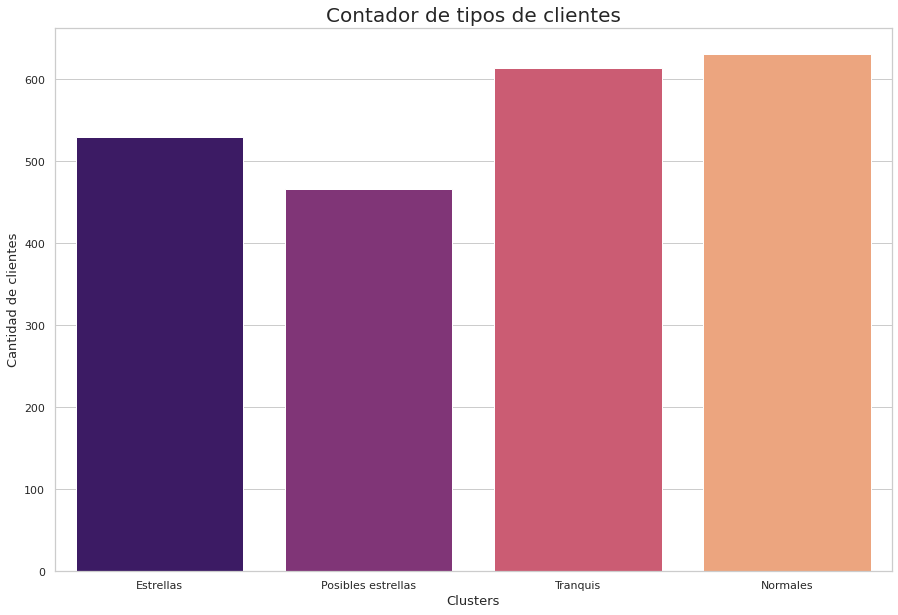 Contador de tipos de clientes
Cantidad de clientes
600
500
400
300
200
100
0
Estrellas
Posibles estrellas
Tranquis
Normales
Clusters